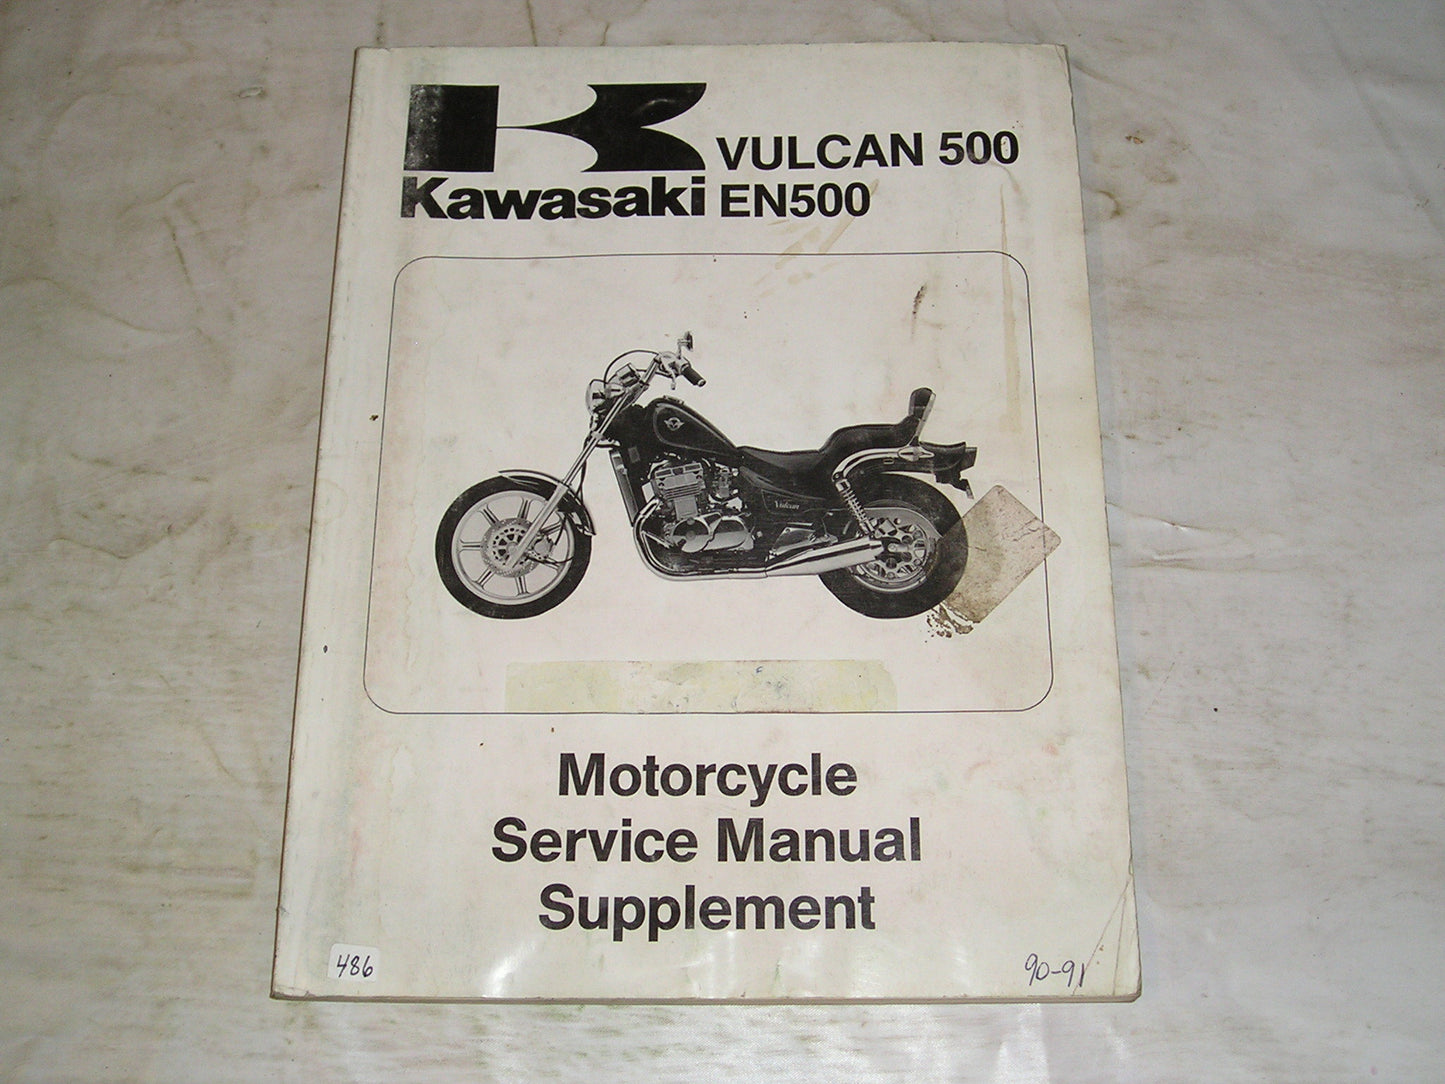 VULCAN 500
Kawasaki EN500
Vulcan
Motorcycle
Service Manual
Supplement
486
90-91